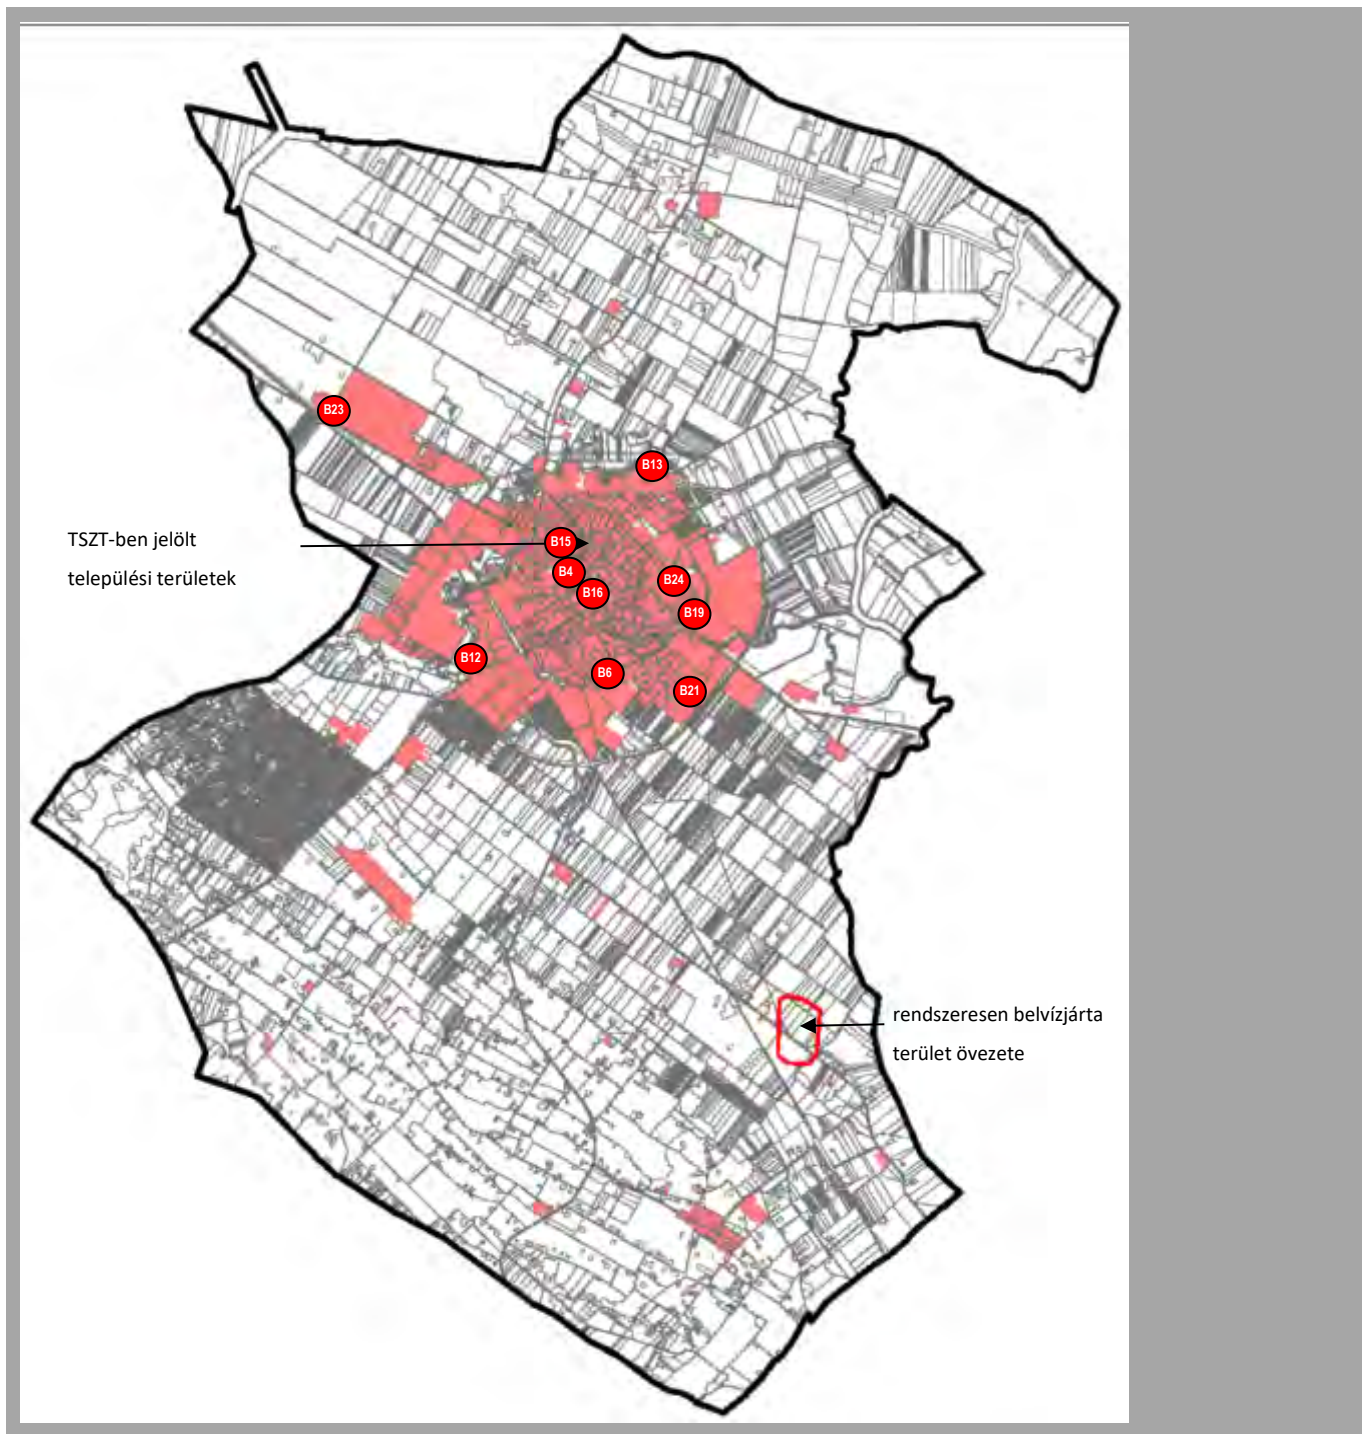 B23
B13
TSZT-ben jelölt
települési területek
B15
B4
B24
B16
B19
B12
B6
B21
rendszeresen belvízjárta
terület övezete